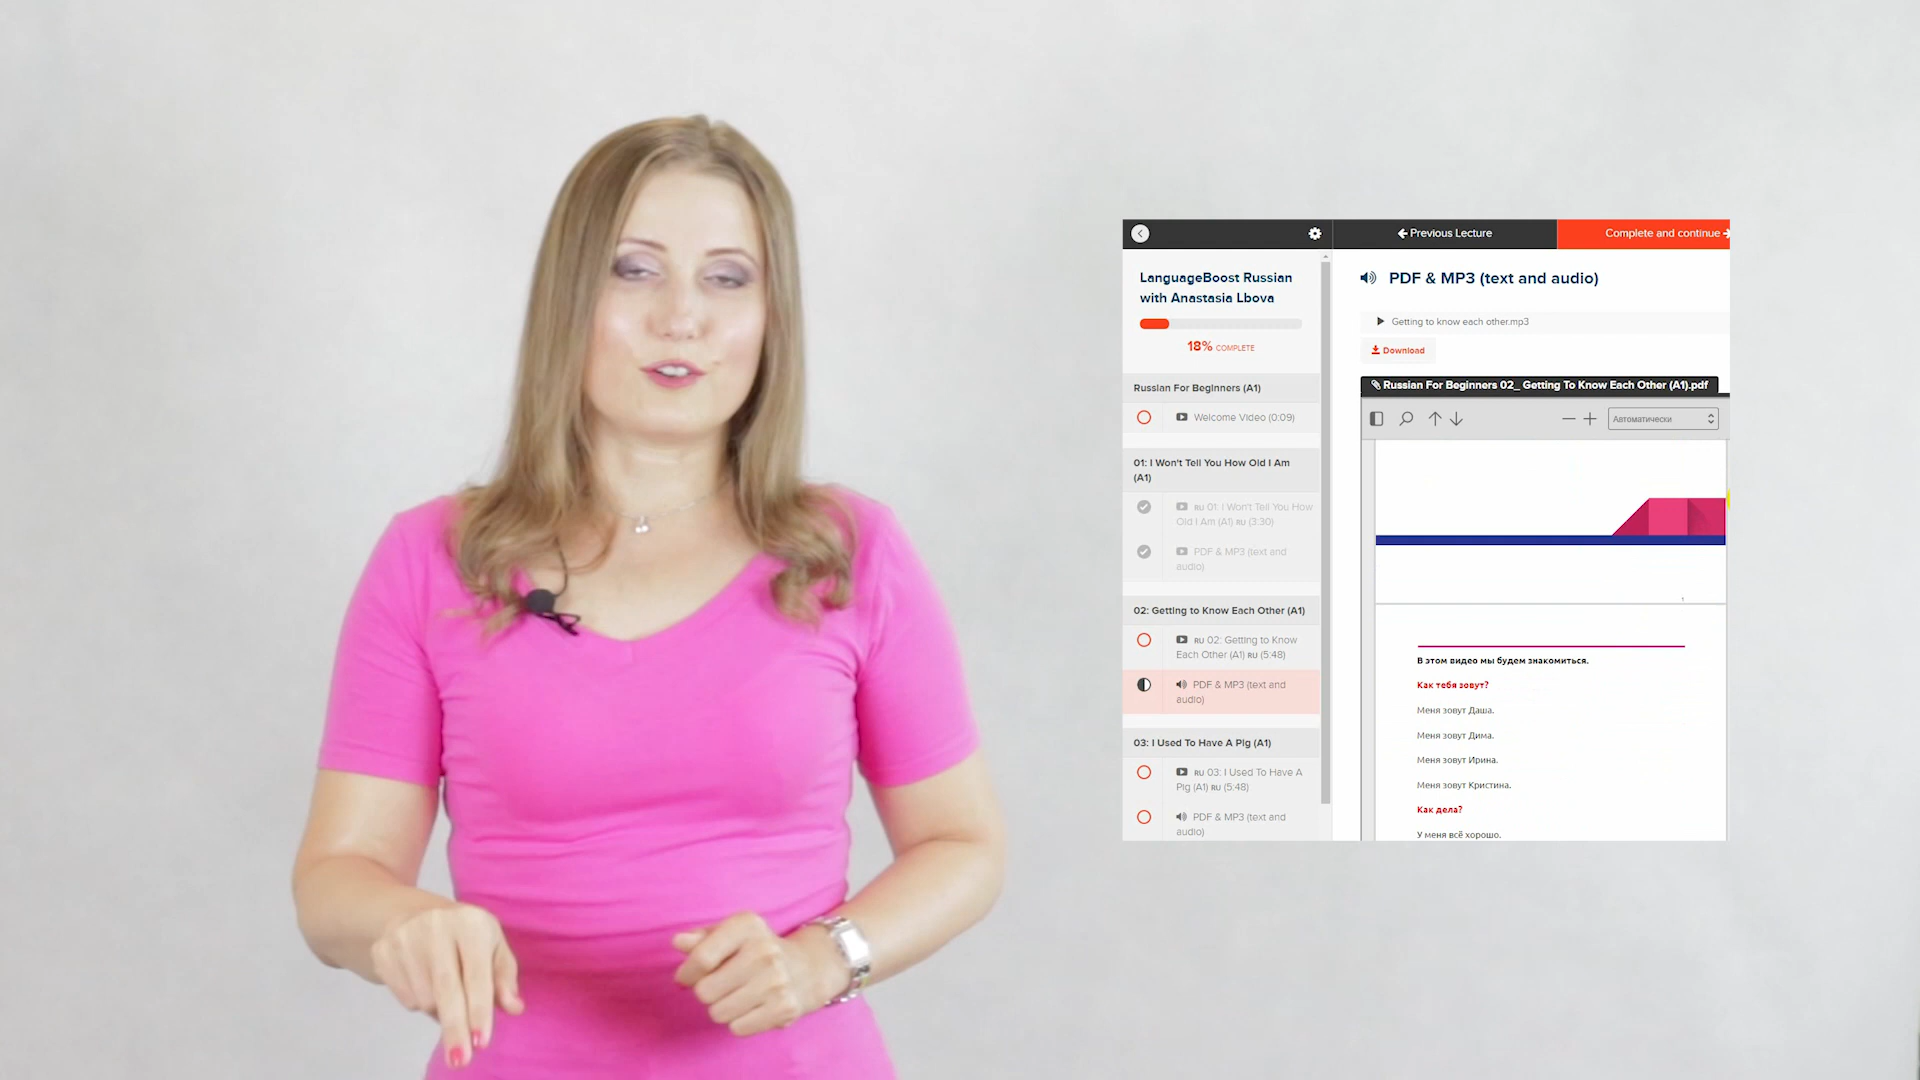 Previous Lecture
Complete and continue
LanguageBoost Russian
with Anastasia Lbova
18% COMPLETE
Russian For Beginners (A1)
Welcome Video (0:09)
01: I Won't Tell You How Old I Am
(A1)
RU 01: I Won't Tell You How
Old I Am (A1) RU (3:30)
PDF & MP3 (text and
audio)
02: Getting to Know Each Other (A1)
RU 02: Getting to Know
Each Other (A1) RU (5:48)
PDF & MP3 (text and
audio)
03: I Used To Have A Pig (A1)
RU 03: I Used To Have A
Pig (A1) RU (5:48)
PDF & MP3 (text and
audio)
PDF & MP3 (text and audio)
Getting to know each other.mp3
Download
Russian For Beginners 02_ Getting To Know Each Other (A1).pdf
Автоматически
1
В этом видео мы будем знакомиться.
Как тебя зовут?
Меня зовут Даша.
Меня зовут Дима.
Меня зовут Ирина.
Меня зовут Кристина.
Как дела?
У меня всё хорошо.